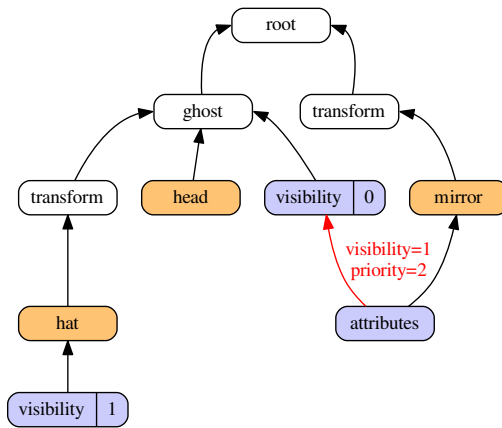 root
ghost
transform
transform
head
visibility 0
mirror
visibility=1
priority=2
hat
attributes
visibility 1